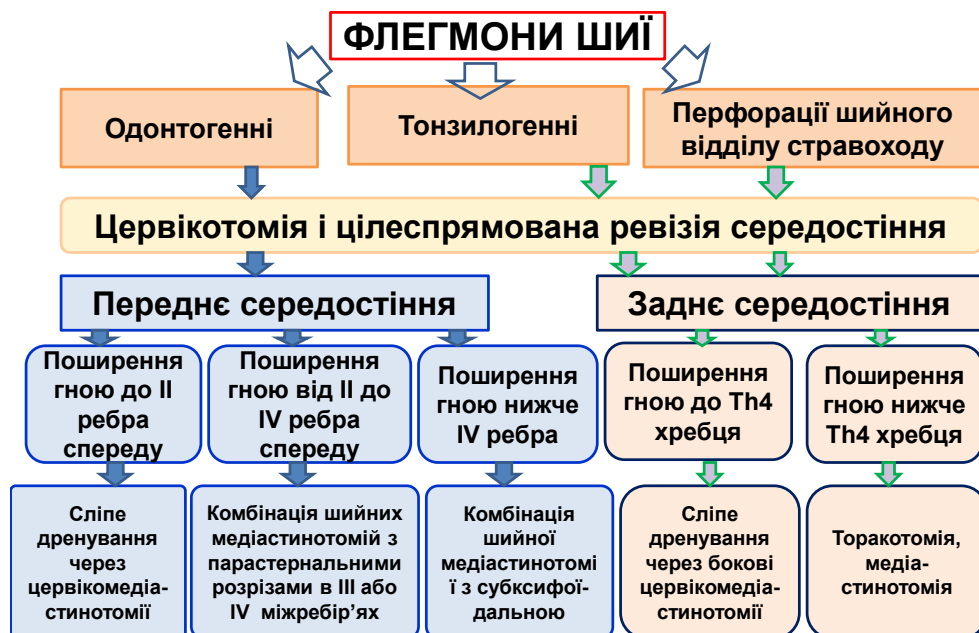 ФЛЕГМОНИ ШИЇ
Одонтогенні
Тонзилогенні
Перфорації шийного
відділу стравоходу
Цервікотомія і цілеспрямована ревізія середостіння
Переднє середостіння
Заднє середостіння
Поширення
гною до II
ребра
спереду
Поширення
гною від II до
IV ребра
спереду
Поширення
гною нижче
IV ребра
Поширення
гною до Th4
хребця
Поширення
гною нижче
Th4 хребця
Сліпе
дренування
через
цервікомедіа-
стинотомії
Комбінація шийних
медіастинотомій з
парастернальними
розрізами в III або
IV міжребір’ях
Комбінація
шийної
медіастинотомі
ї з субксифої-
дальною
Сліпе
дренування
через бокові
цервікомедіа-
стинотомії
Торакотомія,
медіа-
стинотомія